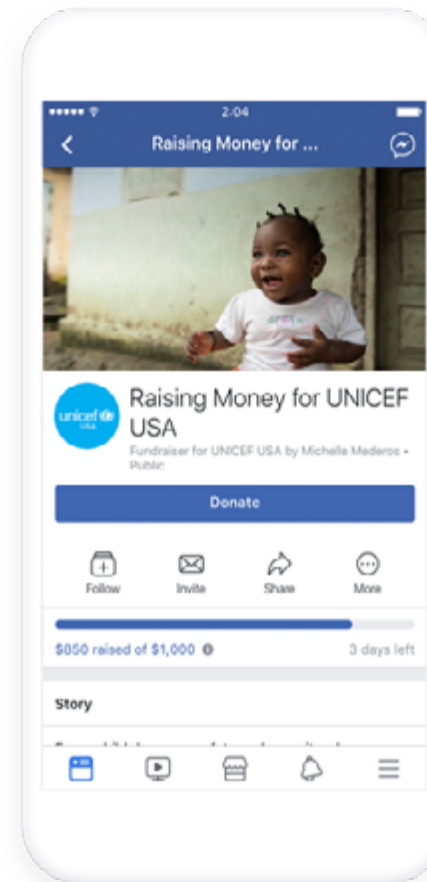 2:04
Raising Money for ...
unicef
USA
Raising Money for UNICEF
USA
Fundraiser for UNICEF USA by Michelle Mederos •
Public
Donate
Follow Invite Share More
$850 raised of $1,000 3 days left
Story